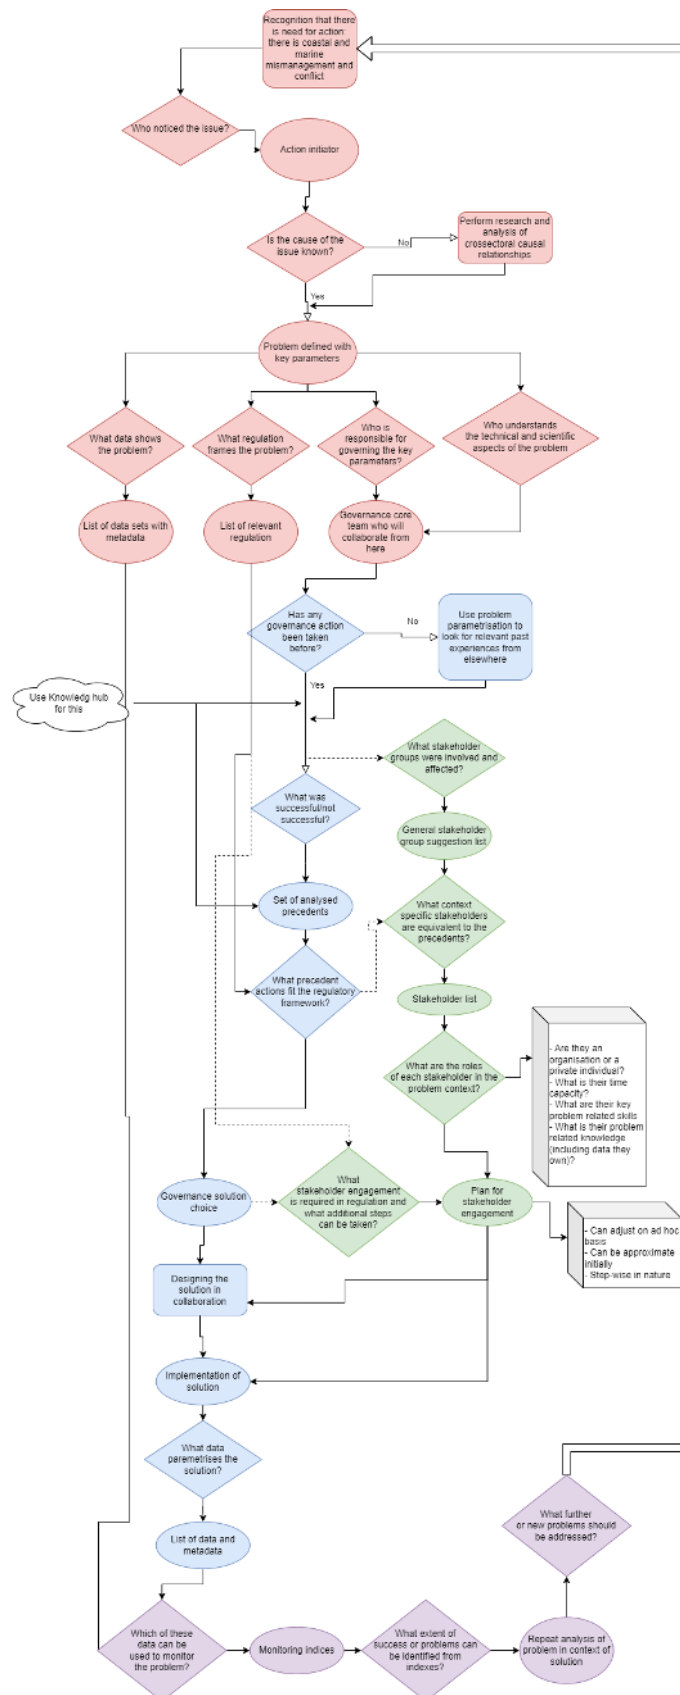 Recognition that there
is need for action:
there is coastal and
marine
mismanagement and
conflict
Who noticed the issue?
Action initiator
Is the cause of the
issue known?
No
Perform research and
analysis of
crossectoral causal
relationships
Yes
Problem defined with
key parameters
What data shows
the problem?
What regulation
frames the problem?
Who is
responsible for
governing the key
parameters?
Who understands
the technical and scientific
aspects of the problem
List of data sets with
metadata
List of relevant
regulation
Governance core
team who will
collaborate from
here
Has any
governance action
been taken
before?
No
Use problem
parametrisation to
look for relevant past
experiences from
elsewhere
Yes
Use Knowledg hub
for this
What stakeholder
groups were involved and
affected?
What was
successful/not
successful?
General stakeholder
group suggestion list
Set of analysed
precedents
What context
specific stakeholders
are equivalent to the
precedents?
What precedent
actions fit the regulatory
framework?
Stakeholder list
What are the roles
of each stakeholder in the
problem context?
- Are they an
organisation or a
private individual?
- What is their time
capacity?
- What are their key
problem related skills
- What is their problem
related knowledge
(including data they
own)?
Governance solution
choice
What
stakeholder engagement
is required in regulation and
what additional steps
can be taken?
Plan for
stakeholder
engagement
- Can adjust on ad hoc
basis
- Can be approximate
initially
- Step-wise in nature
Designing the
solution in
collaboration
Implementation of
solution
What data
paremetrises the
solution?
List of data and
metadata
What further
or new problems should
be addressed?
Which of these
data can be
used to monitor
the problem?
Monitoring indices
What extent of
success or problems can
be identified from
indexes?
Repeat analysis of
problem in context of
solution